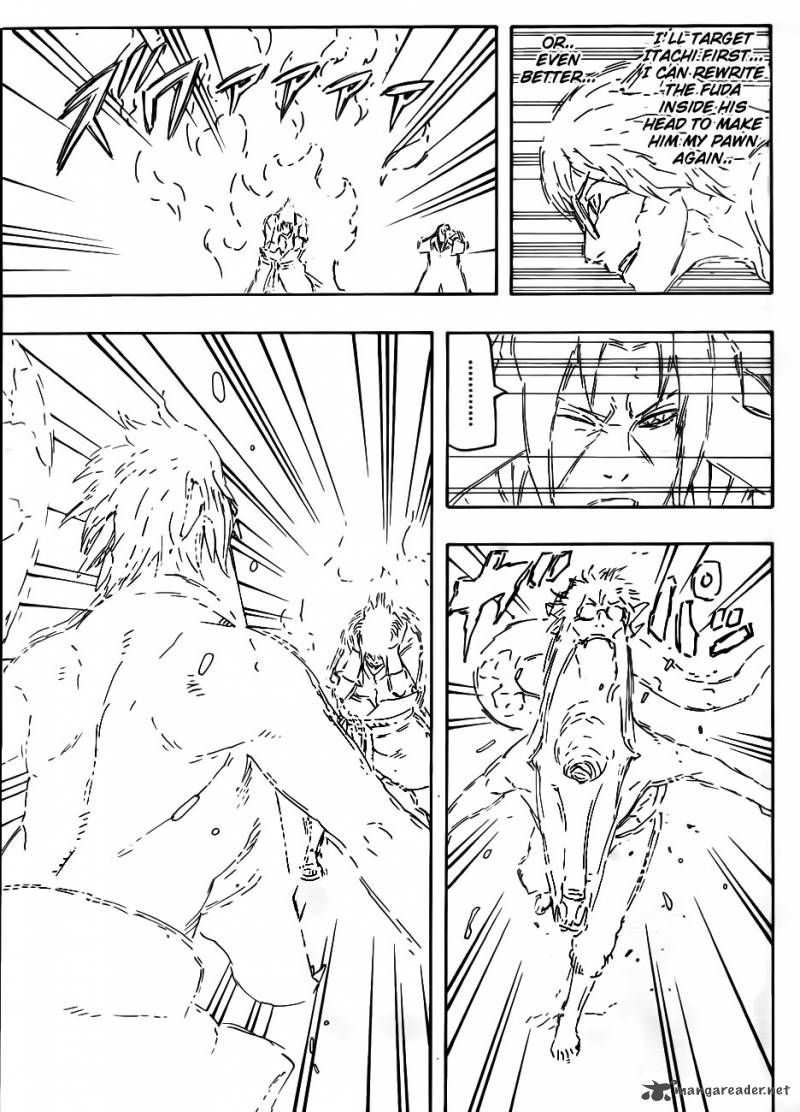 I'LL TARGET
ITACHI FIRST...
I CAN REWRITE
THE FUDA
INSIDE HIS
HEAD TO MAKE
HIM MY PAWN
AGAIN..
OR..
EVEN
BETTER...
..........
mangareader.net